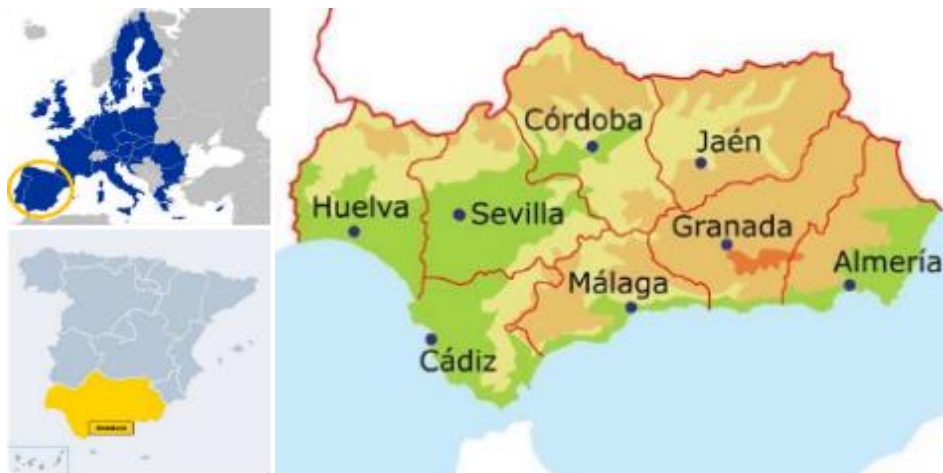 Córdoba
Jaén
Huelva
Sevilla
Granada
Almería
Málaga
Cádiz